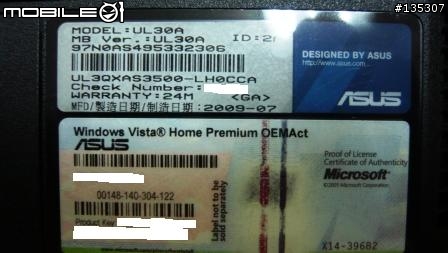 MOBILE01
#135307
MODEL:UL30A
MB Ver.:UL30A ID:2
97N0AS495332306
UL3QXAS3500-LH0CCA
Check Number:
WARRANTY:24M <GA>
MFD/製造日期/制造日期: 2009-07
DESIGNED BY ASUS
http://www.asus.com
ASUS
Windows Vista® Home Premium OEMAct
ASUS
Proof of License
Certificate of Authenticity
Microsoft
©2005 Microsoft Corporation
00148-140-304-122
Product Key
Label not to be
sold separately
X14-39682